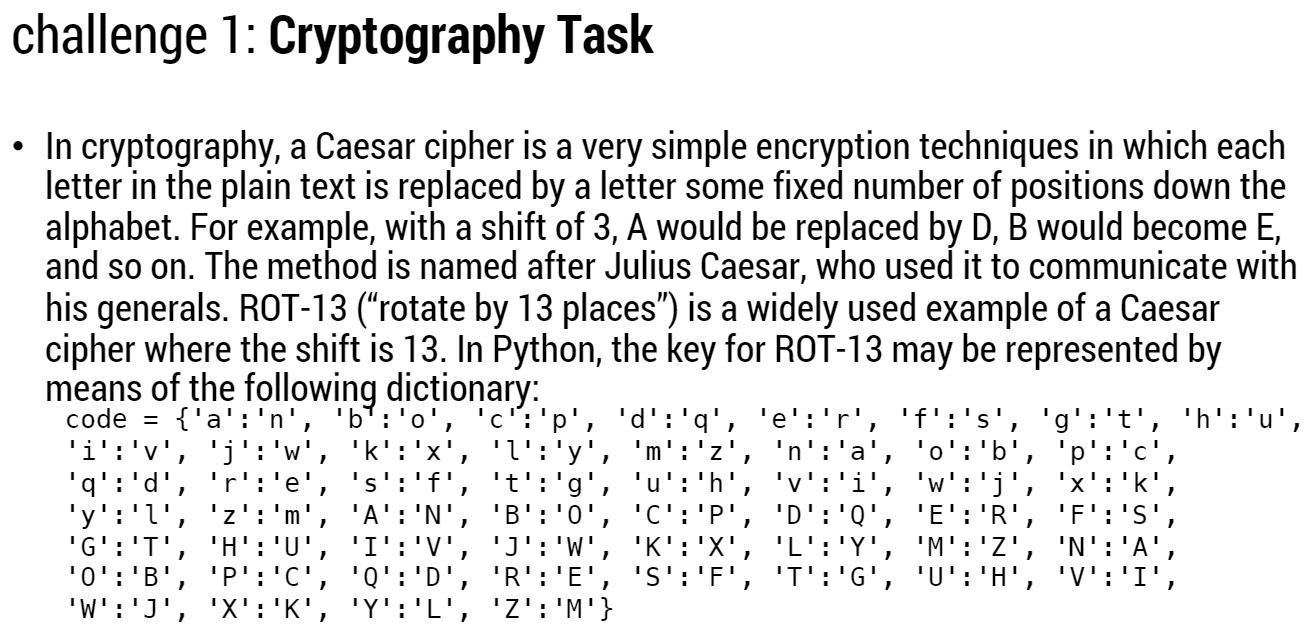 challenge 1: Cryptography Task
• In cryptography, a Caesar cipher is a very simple encryption techniques in which each
letter in the plain text is replaced by a letter some fixed number of positions down the
alphabet. For example, with a shift of 3, A would be replaced by D, B would become E,
and so on. The method is named after Julius Caesar, who used it to communicate with
his generals. ROT-13 (“rotate by 13 places”) is a widely used example of a Caesar
cipher where the shift is 13. In Python, the key for ROT-13 may be represented by
means of the following dictionary:
code = {'a':'n', 'b':'o', 'c':'p', 'd':'q', 'e':'r', 'f':'s', 'g':'t', 'h':'u',
'i':'v', 'j':'w', 'k':'x', 'l':'y', 'm':'z', 'n':'a', 'o':'b', 'p':'c',
'q':'d', 'r':'e', 's':'f', 't':'g', 'u':'h', 'v':'i', 'w':'j', 'x':'k',
'y':'l', 'z':'m', 'A':'N', 'B':'O', 'C':'P', 'D':'Q', 'E':'R', 'F':'S',
'G':'T', 'H':'U', 'I':'V', 'J':'W', 'K':'X', 'L':'Y', 'M':'Z', 'N':'A',
'O':'B', 'P':'C', 'Q':'D', 'R':'E', 'S':'F', 'T':'G', 'U':'H', 'V':'I',
'W':'J', 'X':'K', 'Y':'L', 'Z':'M'}